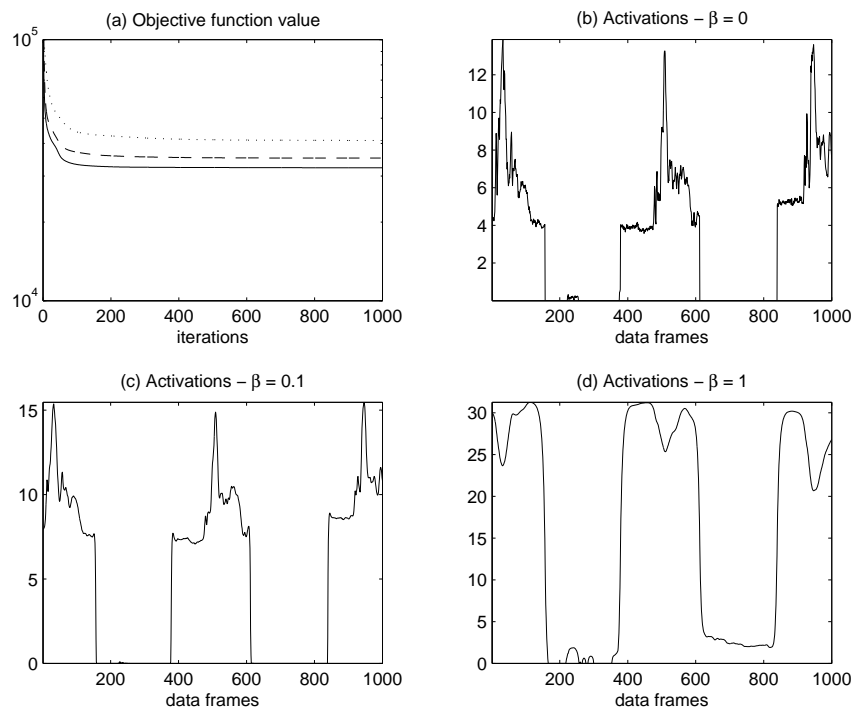 (a) Objective function value
10^5
10^4
0 200 400 600 800 1000
iterations
(b) Activations − β = 0
12
10
8
6
4
2
200 400 600 800 1000
data frames
(c) Activations − β = 0.1
15
10
5
0
0 200 400 600 800 1000
data frames
(d) Activations − β = 1
30
25
20
15
10
5
0
0 200 400 600 800 1000
data frames